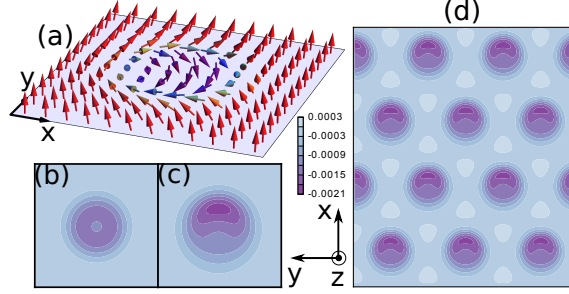 (a)
y
x
(b)
(c)
0.0003
-0.0003
-0.0009
-0.0015
-0.0021
x
y
z
(d)